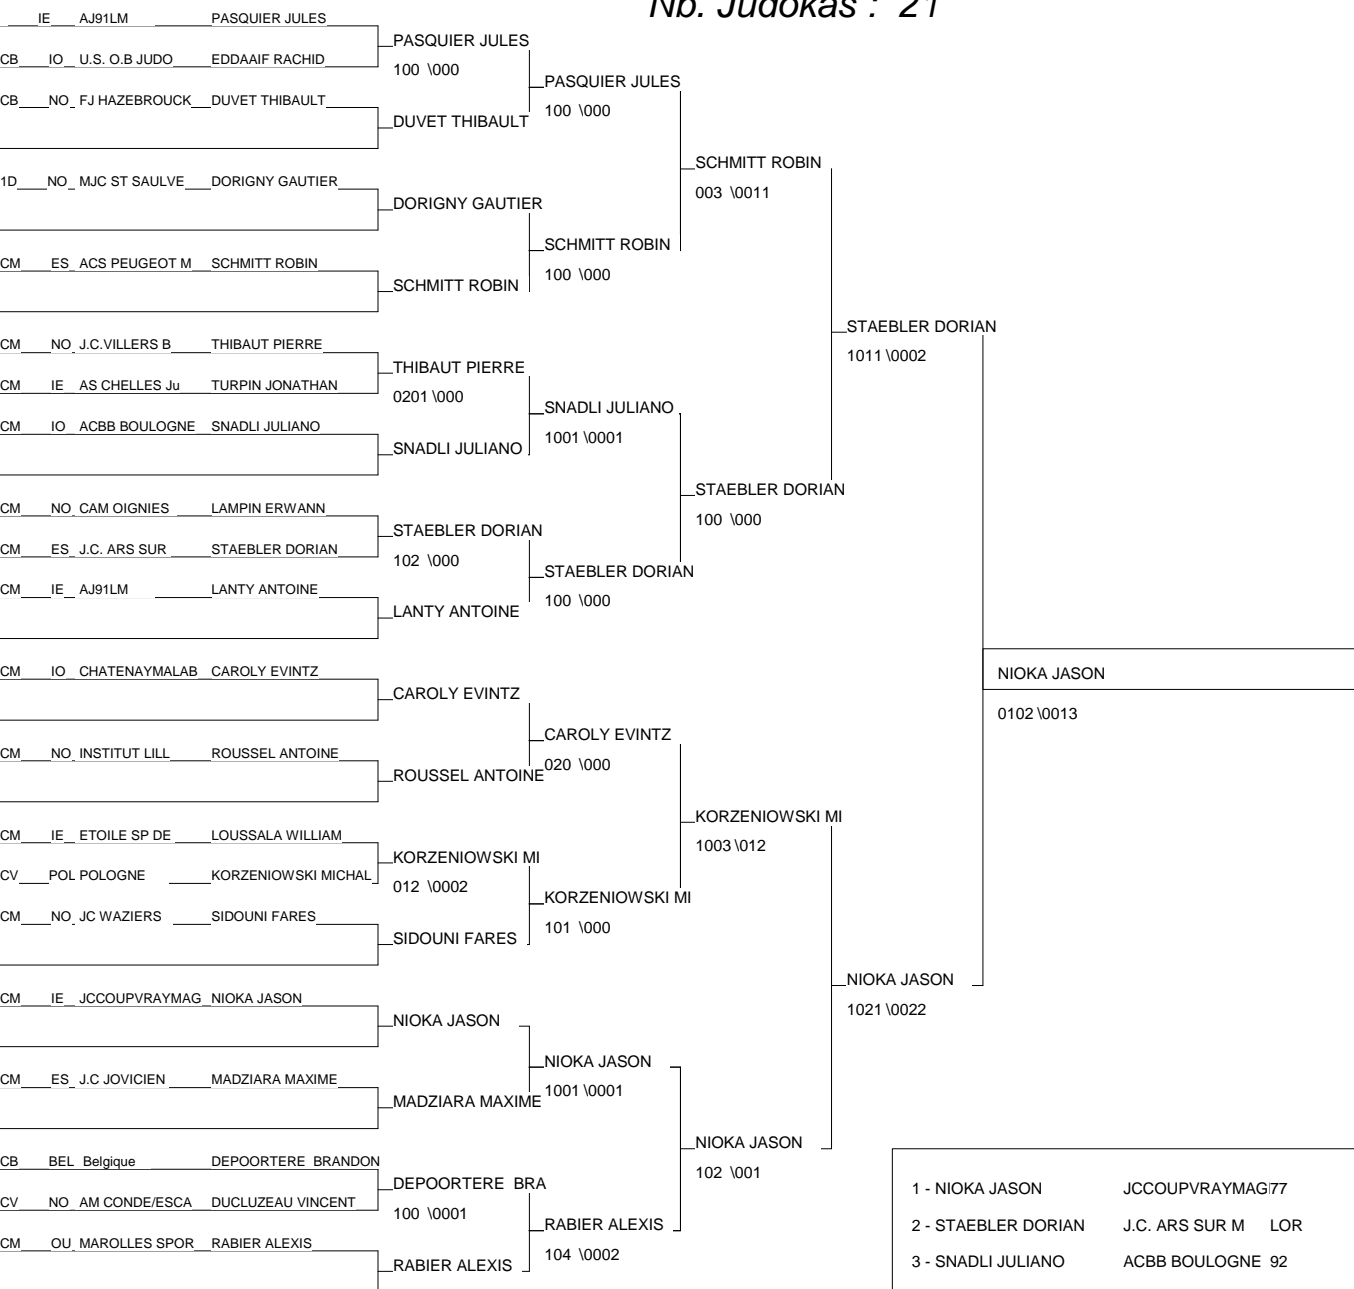 Nb. Judokas : 21
IE AJ91LM PASQUIER JULES
PASQUIER JULES
CB IO U.S. O.B JUDO EDDAAIF RACHID
100 \000
PASQUIER JULES
CB NO FJ HAZEBROUCK DUVET THIBAULT
100 \000
DUVET THIBAULT
SCHMITT ROBIN
1D NO MJC ST SAULVE DORIGNY GAUTIER
003 \0011
DORIGNY GAUTIER
SCHMITT ROBIN
CM ES ACS PEUGEOT M SCHMITT ROBIN
100 \000
SCHMITT ROBIN
STAEBLER DORIAN
CM NO J.C.VILLERS B THIBAUT PIERRE
1011 \0002
THIBAUT PIERRE
CM IE AS CHELLES Ju TURPIN JONATHAN
0201 \000
SNADLI JULIANO
CM IO ACBB BOULOGNE SNADLI JULIANO
1001 \0001
SNADLI JULIANO
STAEBLER DORIAN
CM NO CAM OIGNIES LAMPIN ERWANN
100 \000
STAEBLER DORIAN
CM ES J.C. ARS SUR STAEBLER DORIAN
102 \000
STAEBLER DORIAN
CM IE AJ91LM LANTY ANTOINE
100 \000
LANTY ANTOINE
CM IO CHATENAYMALAB CAROLY EVINTZ
NIOKA JASON
CAROLY EVINTZ
0102 \0013
CAROLY EVINTZ
CM NO INSTITUT LILL ROUSSEL ANTOINE
020 \000
ROUSSEL ANTOINE
KORZENIOWSKI MI
CM IE ETOILE SP DE LOUSSALA WILLIAM
1003 \012
KORZENIOWSKI MI
CV POL POLOGNE KORZENIOWSKI MICHAL
012 \0002
KORZENIOWSKI MI
CM NO JC WAZIERS SIDOUNI FARES
101 \000
SIDOUNI FARES
NIOKA JASON
CM IE JCCOUPVRAYMAG NIOKA JASON
1021 \0022
NIOKA JASON
NIOKA JASON
CM ES J.C JOVICIEN MADZIARA MAXIME
1001 \0001
MADZIARA MAXIME
NIOKA JASON
CB BEL Belgique DEPOORTERE BRANDON
102 \001
DEPOORTERE BRA
1 - NIOKA JASON JCCOUPVRAYMAG 77
CV NO AM CONDE/ESCA DUCLUZEAU VINCENT
100 \0001
RABIER ALEXIS
2 - STAEBLER DORIAN J.C. ARS SUR M LOR
CM OU MAROLLES SPOR RABIER ALEXIS
104 \0002
3 - SNADLI JULIANO ACBB BOULOGNE 92
RABIER ALEXIS